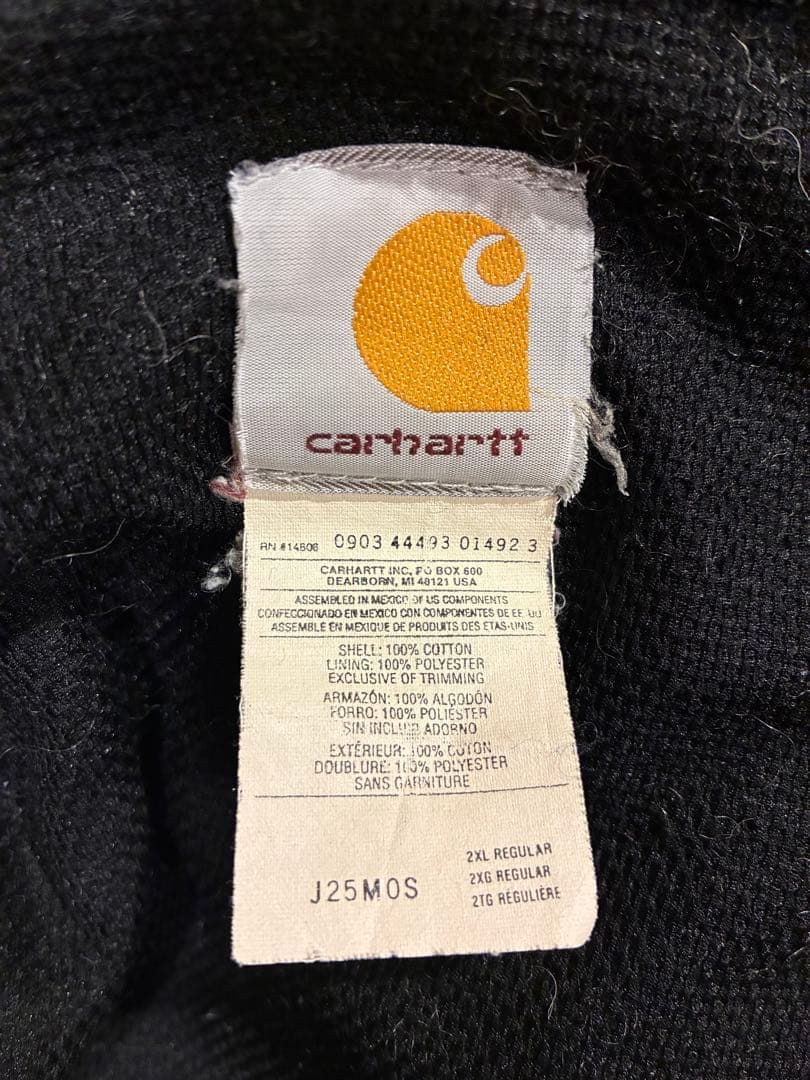 carhartt
RN #14806 0903 44493 01492 3
CARHARTT INC, PO BOX 600
DEARBORN, MI 48121 USA
ASSEMBLED IN MEXICO OF US COMPONENTS
CONFECCIONADO EN MEXICO CON COMPONENTES DE EE.UU
ASSEMBLE EN MEXIQUE DE PRODUITS DES ETAS-UNIS
SHELL: 100% COTTON
LINING: 100% POLYESTER
EXCLUSIVE OF TRIMMING
ARMAZÓN: 100% ALGODÓN
FORRO: 100% POLIÉSTER
SIN INCLUIR ADORNO
EXTÉRIEUR: 100% COTON
DOUBLURE: 100% POLYESTER
SANS GARNITURE
J25MOS
2XL REGULAR
2XG REGULAR
2TG RÉGULIÈRE